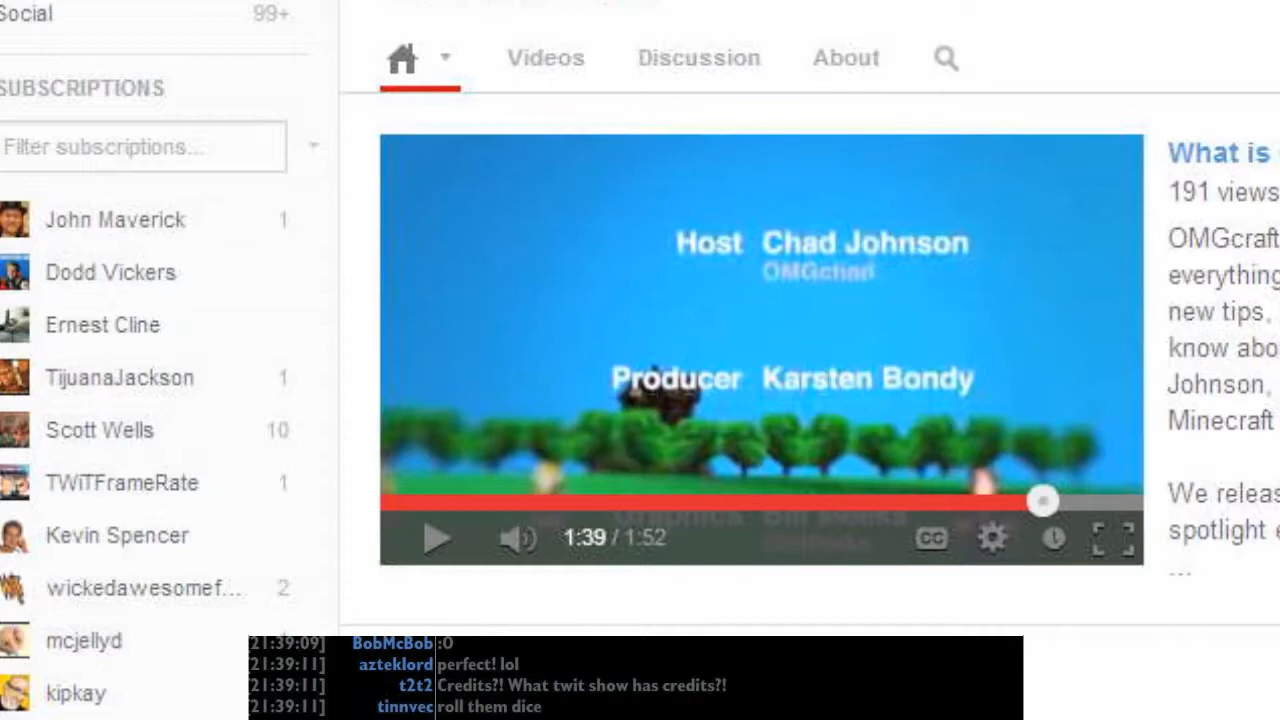 Social 99+
Videos Discussion About
SUBSCRIPTIONS
Filter subscriptions...
John Maverick 1
Dodd Vickers
Ernest Cline
TijuanaJackson 1
Scott Wells 10
TWiTFrameRate 1
Kevin Spencer
wickedawesomef... 2
mcjellyd
kipkay
Host Chad Johnson
OMGchad
Producer Karsten Bondy
1:39 / 1:52
CC
What is
191 views
OMGcraft
everything
new tips,
know abo
Johnson,
Minecraft
We releas
spotlight e
...
[21:39:09] BobMcBob :O
[21:39:11] azteklord perfect! lol
[21:39:11] t2t2 Credits?! What twit show has credits?!
[21:39:11] tinnvec roll them dice